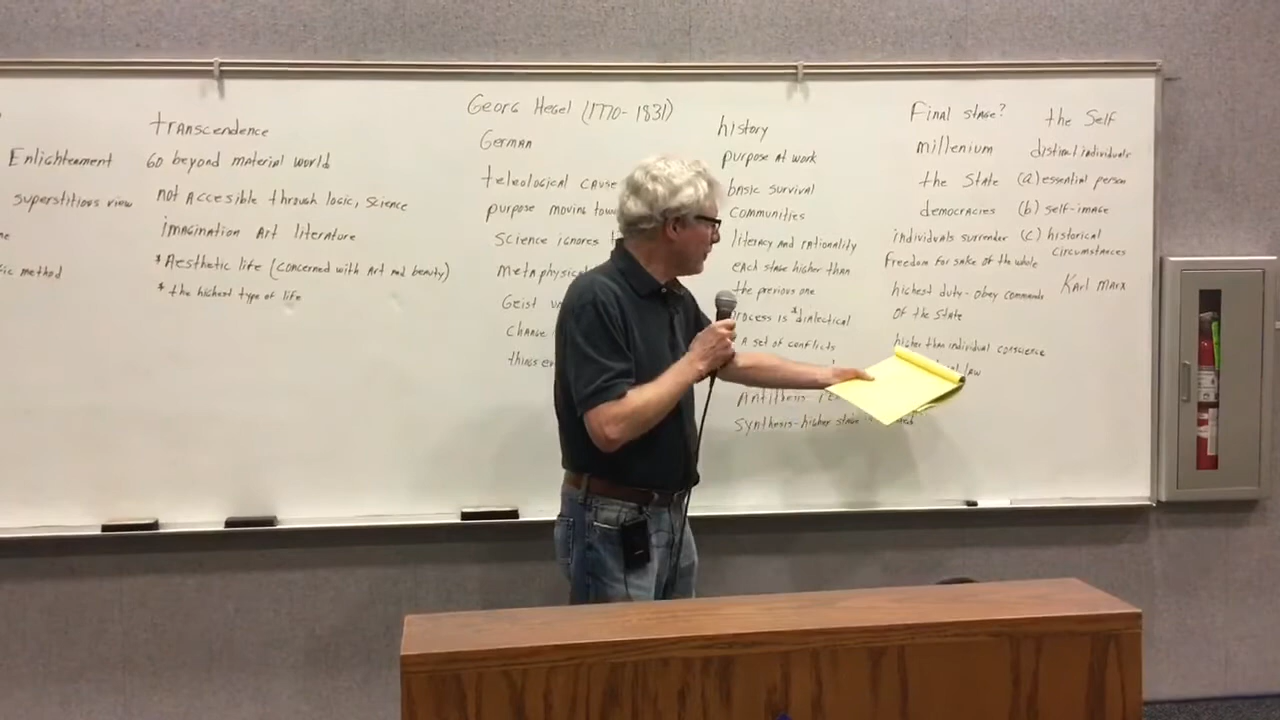 Enlightenment
superstitious view
method
transcendence
Go beyond material world
not Accesible through logic, science
imagination Art literature
*Aesthetic life (concerned with Art and beauty)
* the highest type of life
Georg Hegel (1770-1831)
German
teleological cause
purpose moving
science ignores
metaphysic
Geist
change
things
history
purpose at work
basic survival
communities
literacy and rationality
each stage higher than
the previous one
process is *dialectical
A set of conflicts
Antithesis
synthesis-higher stage
Final stage?
millenium
the State
democracies
individuals surrender
freedom for sake of the whole
highest duty-obey commands
of the state
higher than individual conscience
law
the Self
distinct individuals
(a) essential person
(b) self-image
(c) historical
circumstances
Karl Marx